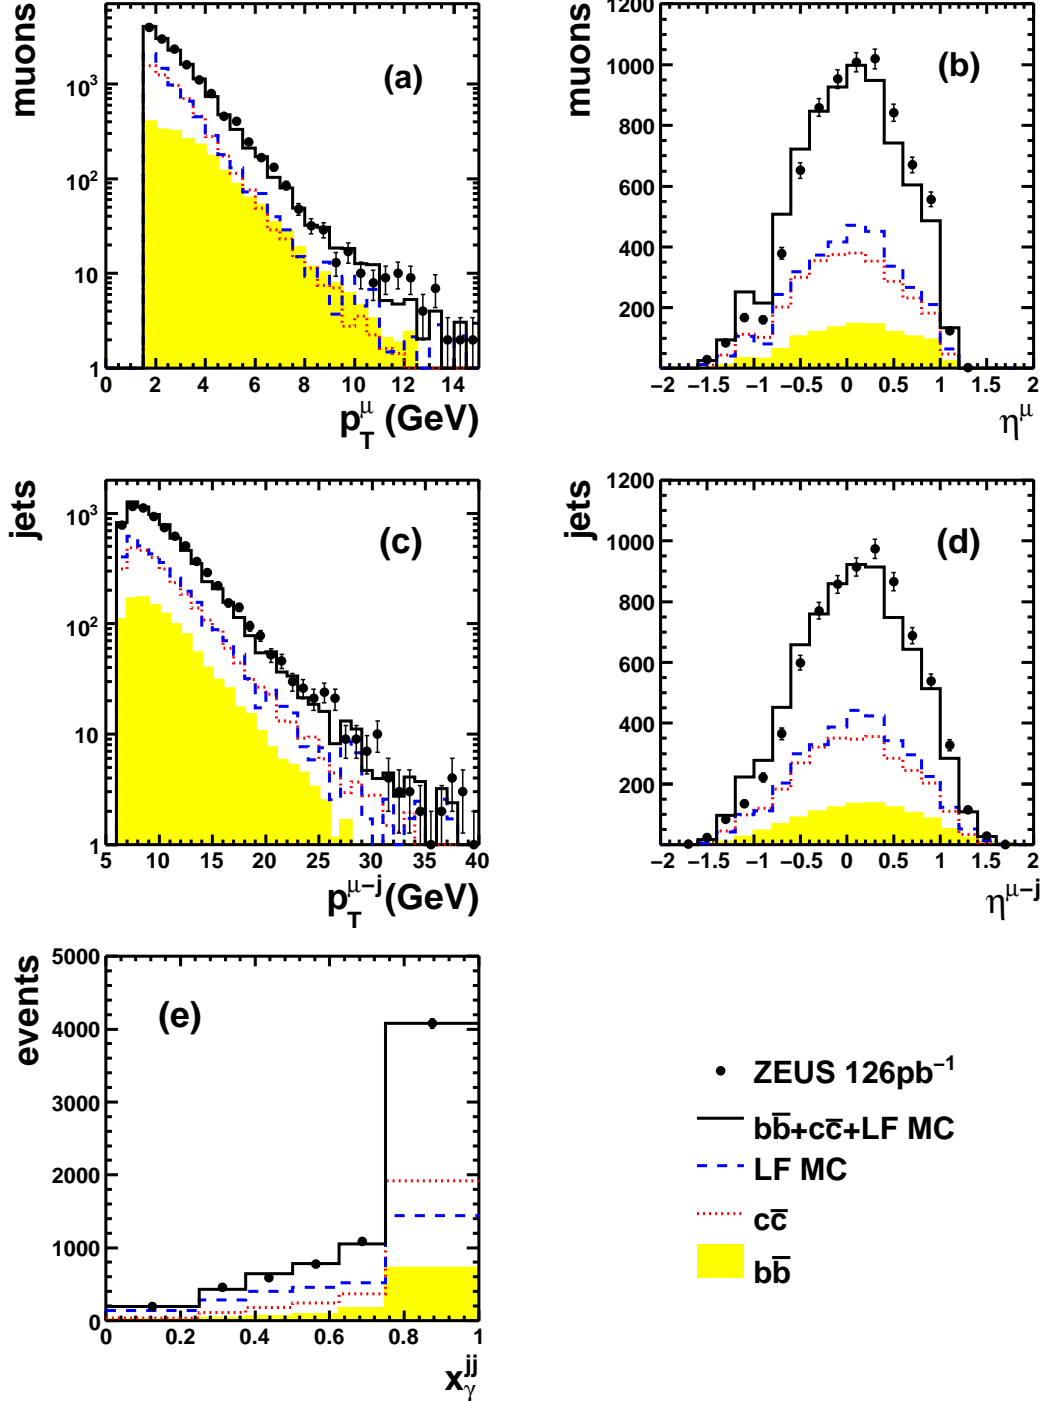 muons
(a)
10³
10²
10
1
0 2 4 6 8 10 12 14
p_T^μ (GeV)
muons
(b)
1200
1000
800
600
400
200
−2 −1.5 −1 −0.5 0 0.5 1 1.5 2
η^μ
jets
(c)
10³
10²
10
1
5 10 15 20 25 30 35 40
p_T^{μ−j} (GeV)
jets
(d)
1200
1000
800
600
400
200
−2 −1.5 −1 −0.5 0 0.5 1 1.5 2
η^{μ−j}
events
(e)
5000
4000
3000
2000
1000
0
0 0.2 0.4 0.6 0.8 1
x_γ^{jj}
ZEUS 126pb⁻¹
bb̅+cc̅+LF MC
LF MC
cc̅
bb̅